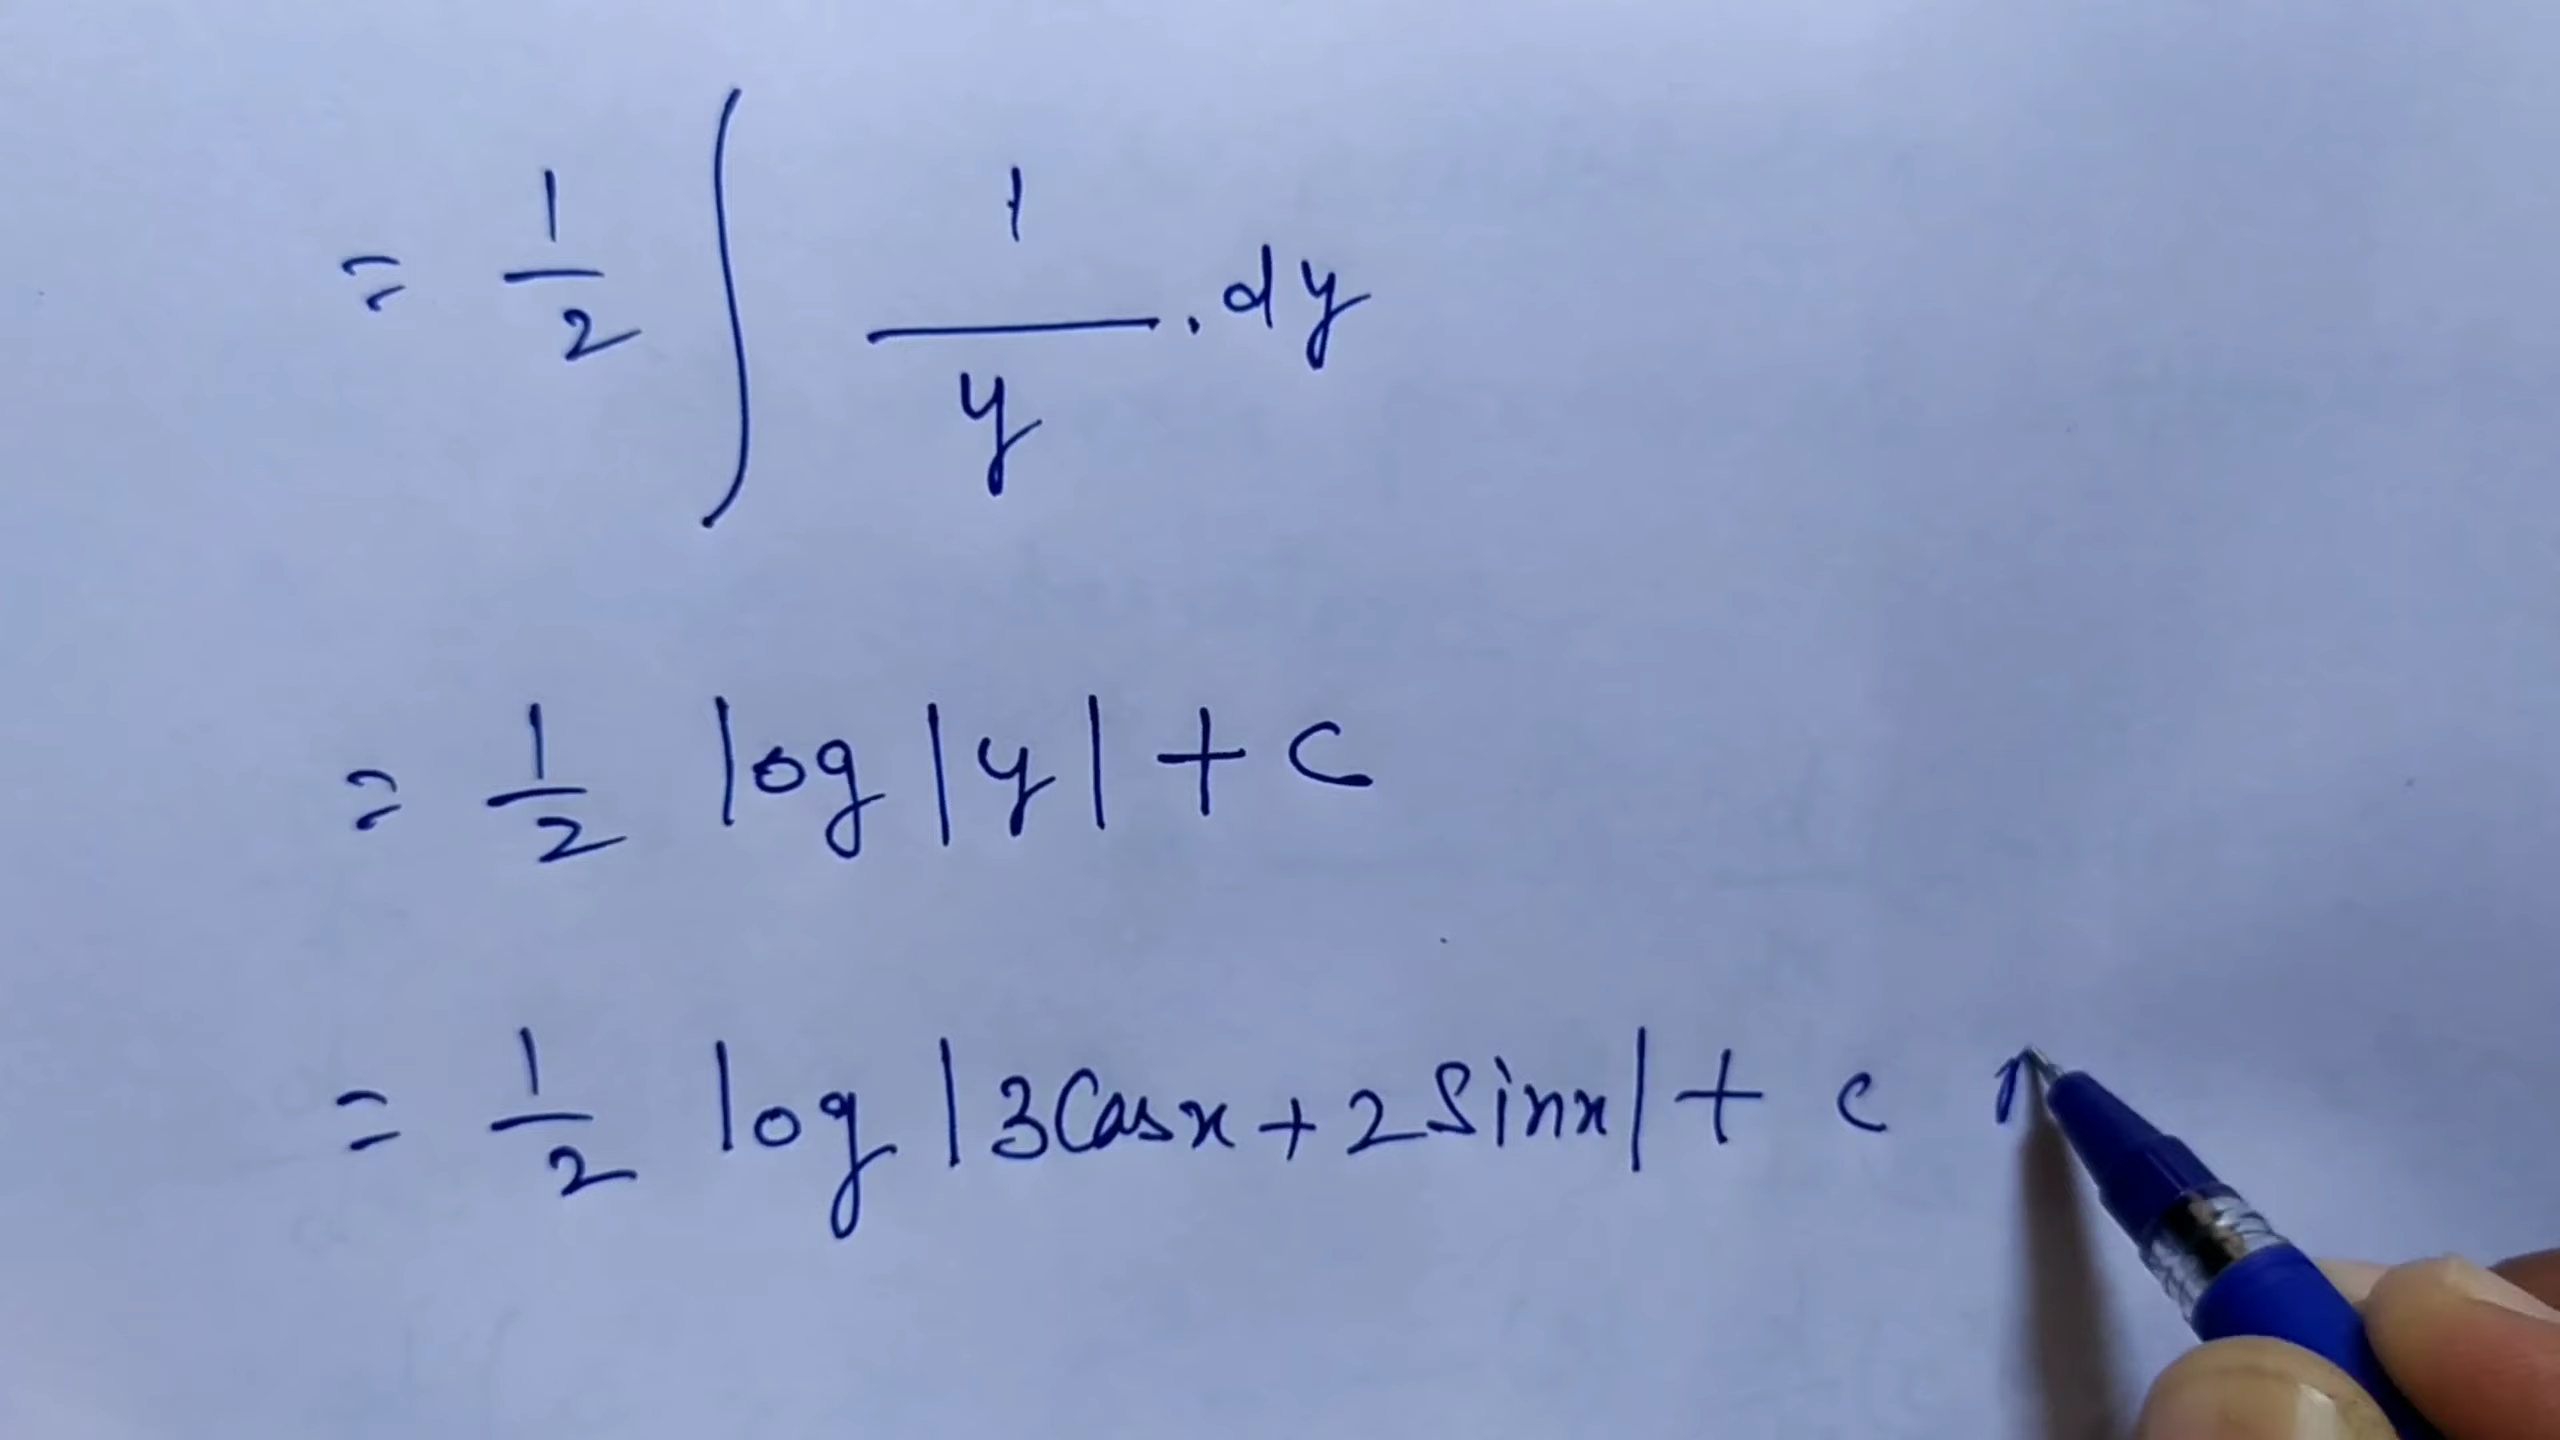 = 1/2 ∫ 1/y . dy
= 1/2 log |y| + c
= 1/2 log |3Cosx + 2Sinx| + c